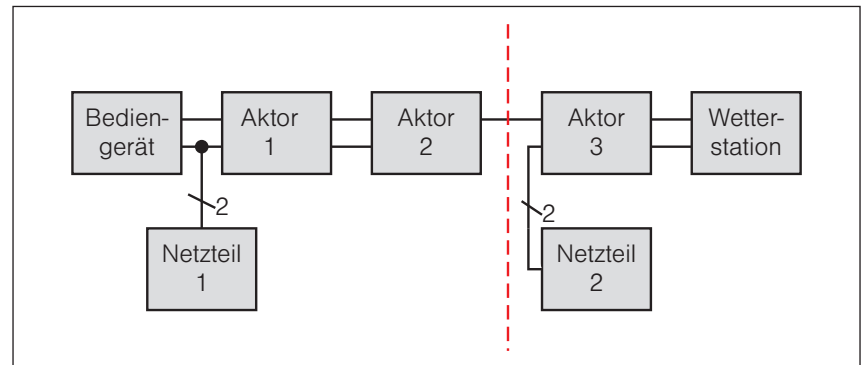 Bedien-
gerät
Aktor
1
Aktor
2
Aktor
3
Wetter-
station
2
2
Netzteil
1
Netzteil
2